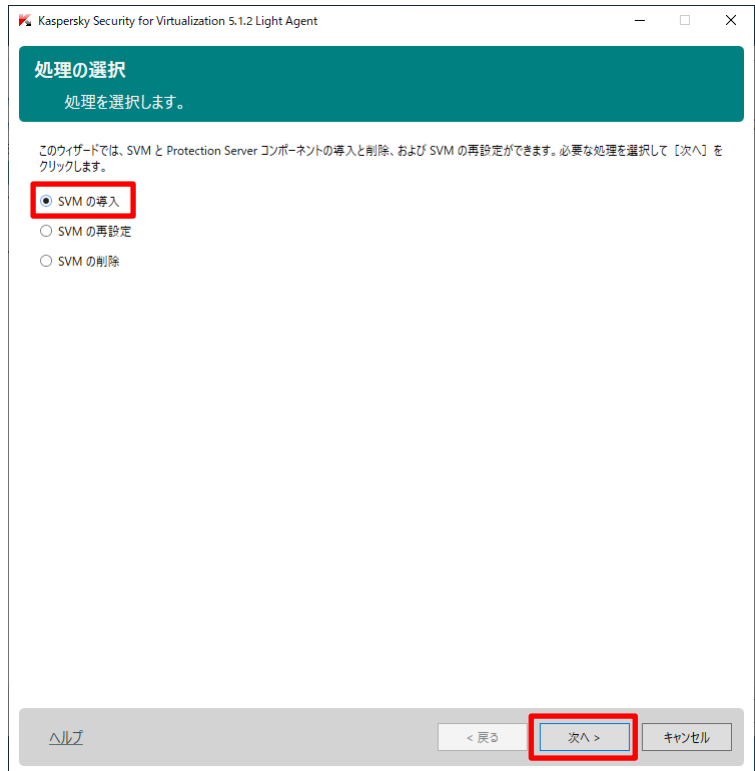 Kaspersky Security for Virtualization 5.1.2 Light Agent
処理の選択
処理を選択します。
このウィザードでは、SVM と Protection Server コンポーネントの導入と削除、および SVM の再設定ができます。必要な処理を選択して［次へ］を
クリックします。
SVM の導入
SVM の再設定
SVM の削除
ヘルプ
< 戻る
次へ >
キャンセル